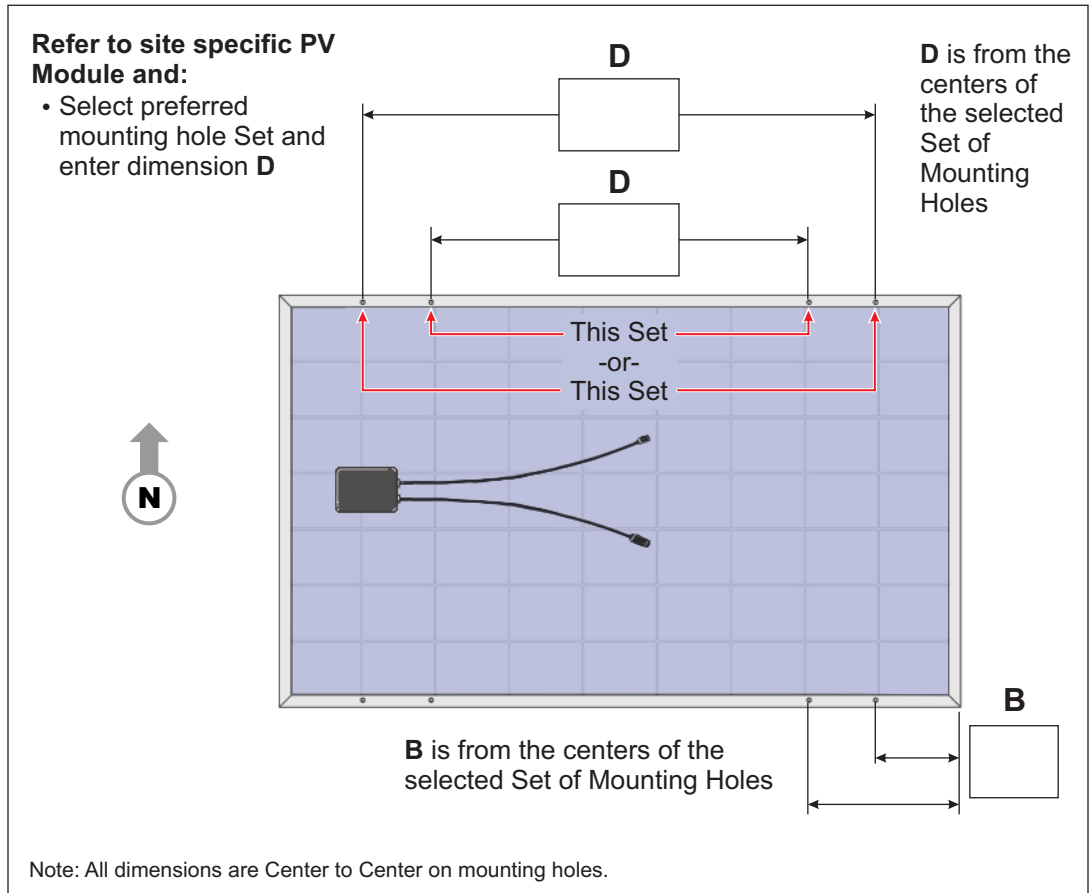 Refer to site specific PV
Module and:
• Select preferred
mounting hole Set and
enter dimension D
D
D is from the
centers of
the selected
Set of
Mounting
Holes
D
This Set
-or-
This Set
N
B
B is from the centers of the
selected Set of Mounting Holes
Note: All dimensions are Center to Center on mounting holes.